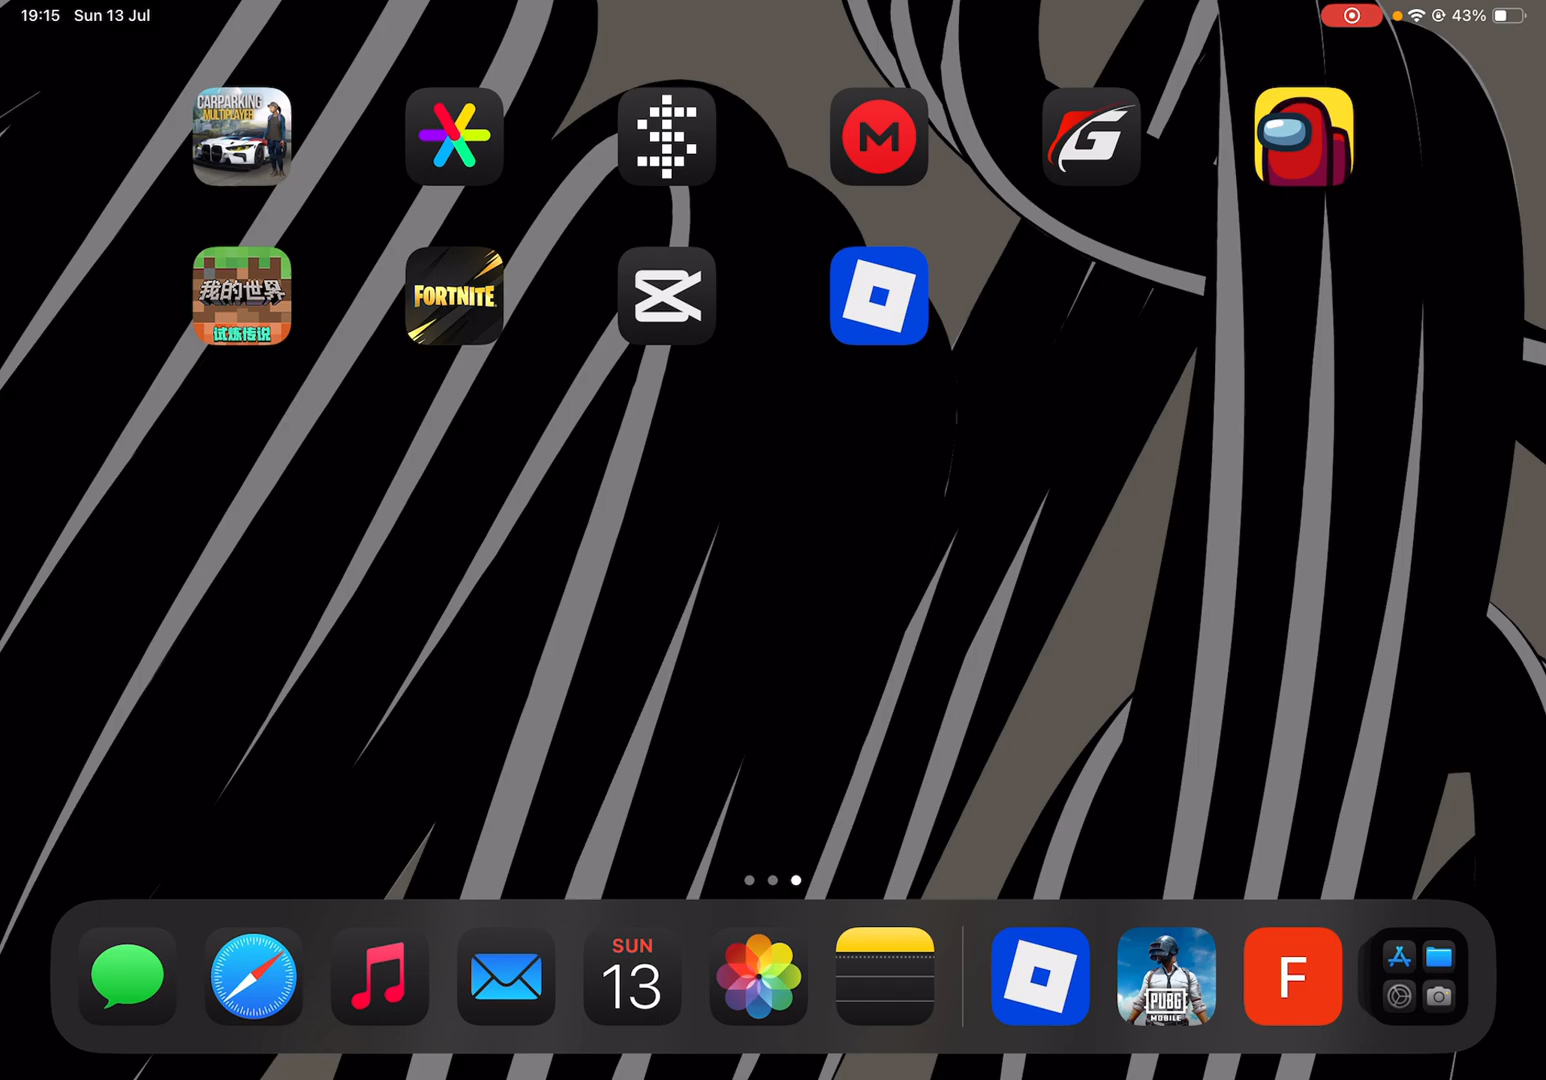 19:15 Sun 13 Jul
43%
CARPARKING
MULTIPLAYER
M
G
我的世界
试炼传说
FORTNITE
SUN
13
PUBG
MOBILE
F